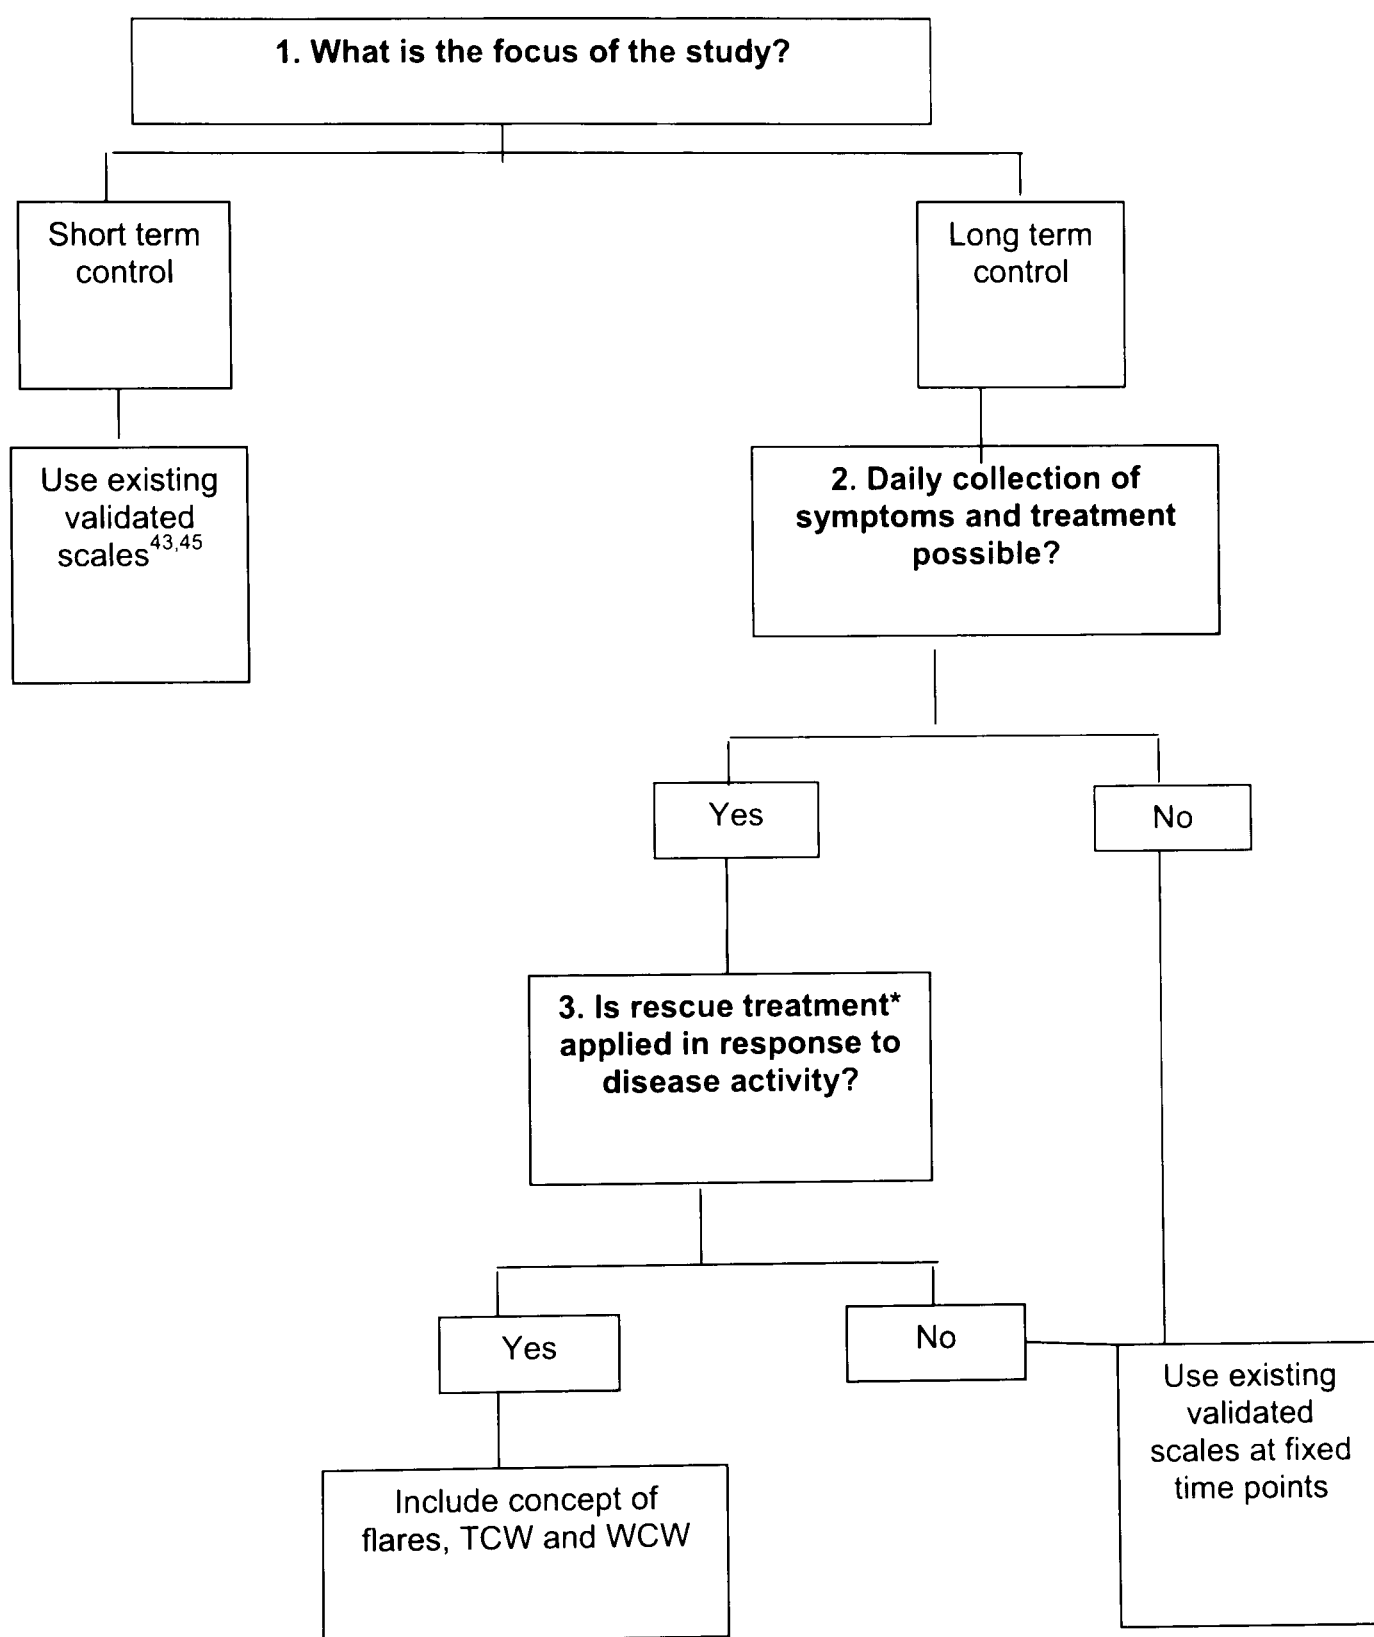 1. What is the focus of the study?
Short term
control
Long term
control
Use existing
validated
scales43,45
2. Daily collection of
symptoms and treatment
possible?
Yes
No
3. Is rescue treatment*
applied in response to
disease activity?
Yes
No
Use existing
validated
scales at fixed
time points
Include concept of
flares, TCW and WCW